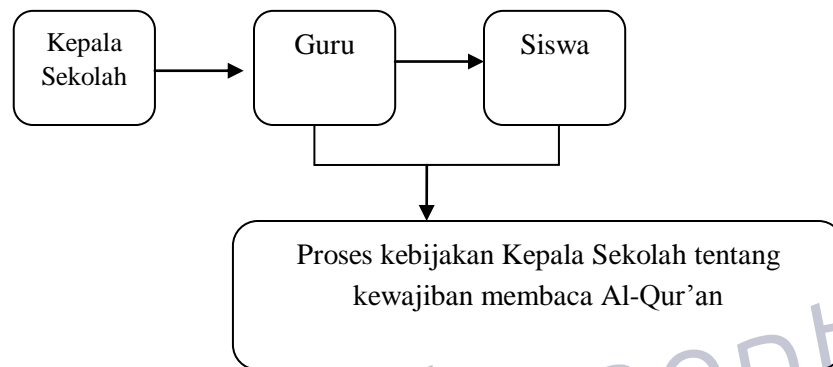 Kepala
Sekolah
Guru
Siswa
Proses kebijakan Kepala Sekolah tentang
kewajiban membaca Al-Qur’an